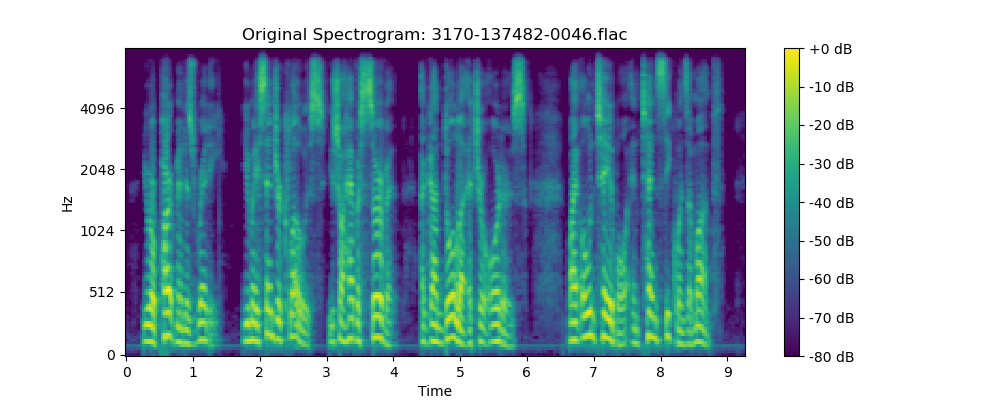 Original Spectrogram: 3170-137482-0046.flac
Hz
4096
2048
1024
512
0
0 1 2 3 4 5 6 7 8 9
Time
+0 dB
-10 dB
-20 dB
-30 dB
-40 dB
-50 dB
-60 dB
-70 dB
-80 dB